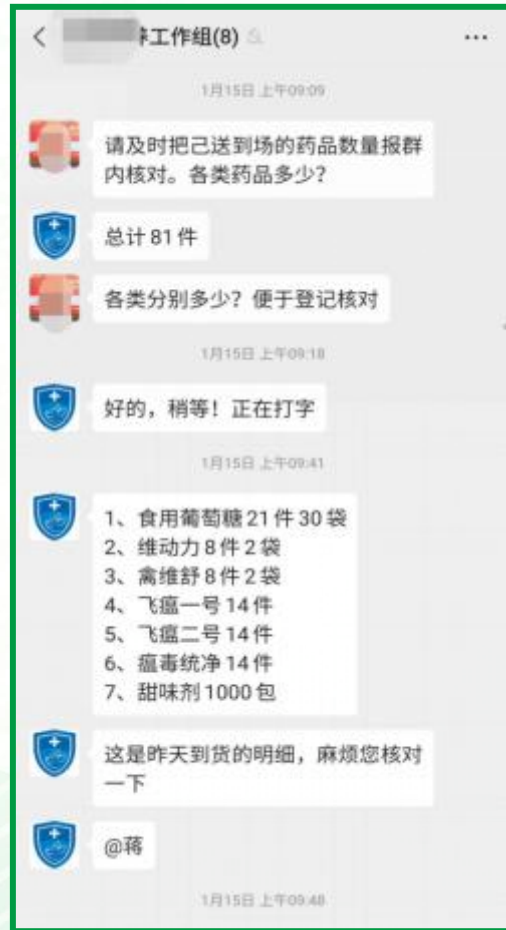 工作组(8)
1月15日 上午09:09
请及时把己送到场的药品数量报群
内核对。各类药品多少?
总计81件
各类分别多少?便于登记核对
1月15日 上午09:18
好的，稍等！正在打字
1月15日 上午09:41
1、食用葡萄糖21件30袋
2、维动力8件2袋
3、禽维舒8件2袋
4、飞瘟一号14件
5、飞瘟二号14件
6、瘟毒统净14件
7、甜味剂1000包
这是昨天到货的明细，麻烦您核对
一下
@蒋
1月15日 上午09:48